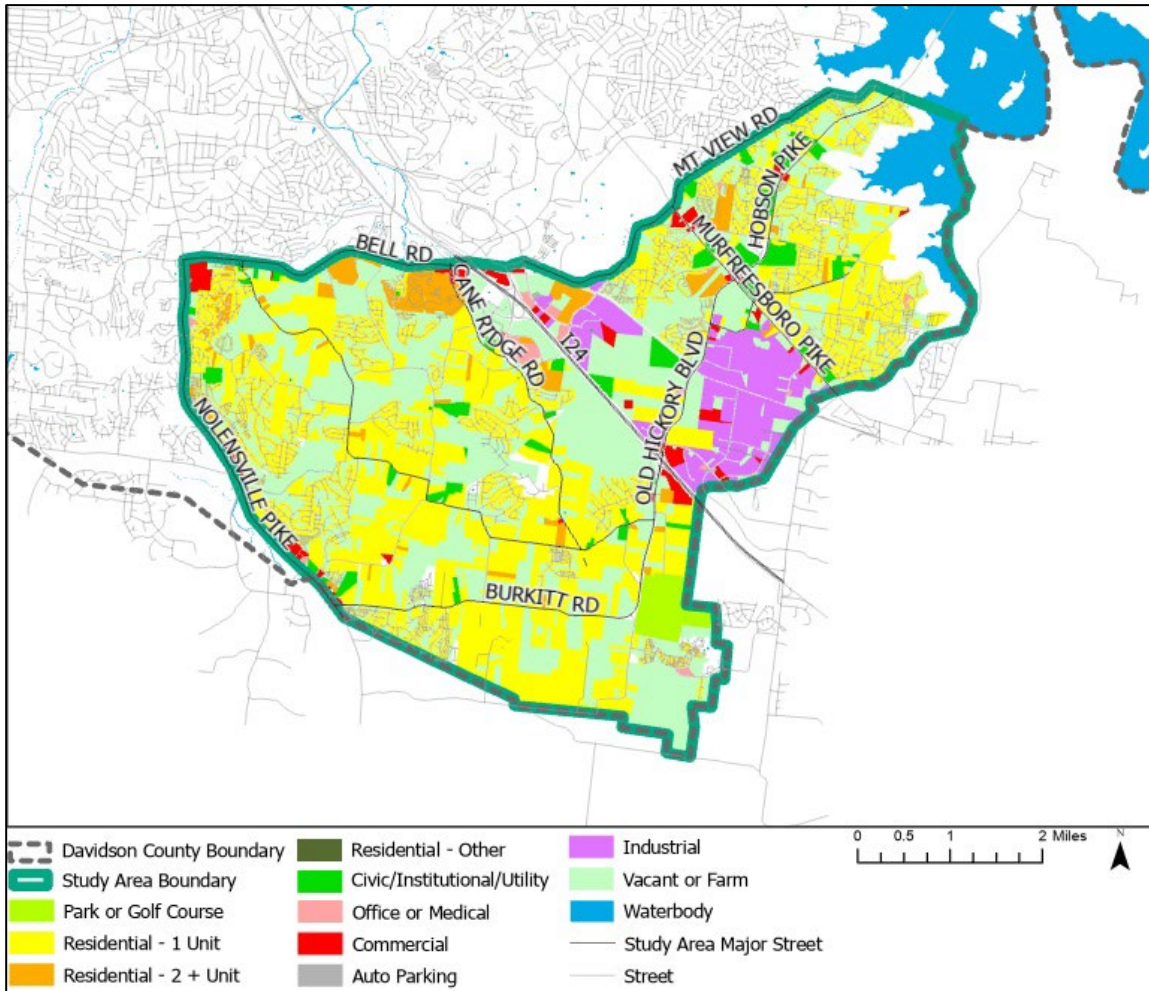 MT. VIEW RD
HOBSON PIKE
BELL RD
MURFREESBORO PIKE
CANE RIDGE RD
I 24
OLD HICKORY BLVD
NOLENSVILLE PIKE
BURKITT RD
Davidson County Boundary
Study Area Boundary
Park or Golf Course
Residential - 1 Unit
Residential - 2 + Unit
Residential - Other
Civic/Institutional/Utility
Office or Medical
Commercial
Auto Parking
Industrial
Vacant or Farm
Waterbody
Study Area Major Street
Street
0 0.5 1 2 Miles
N